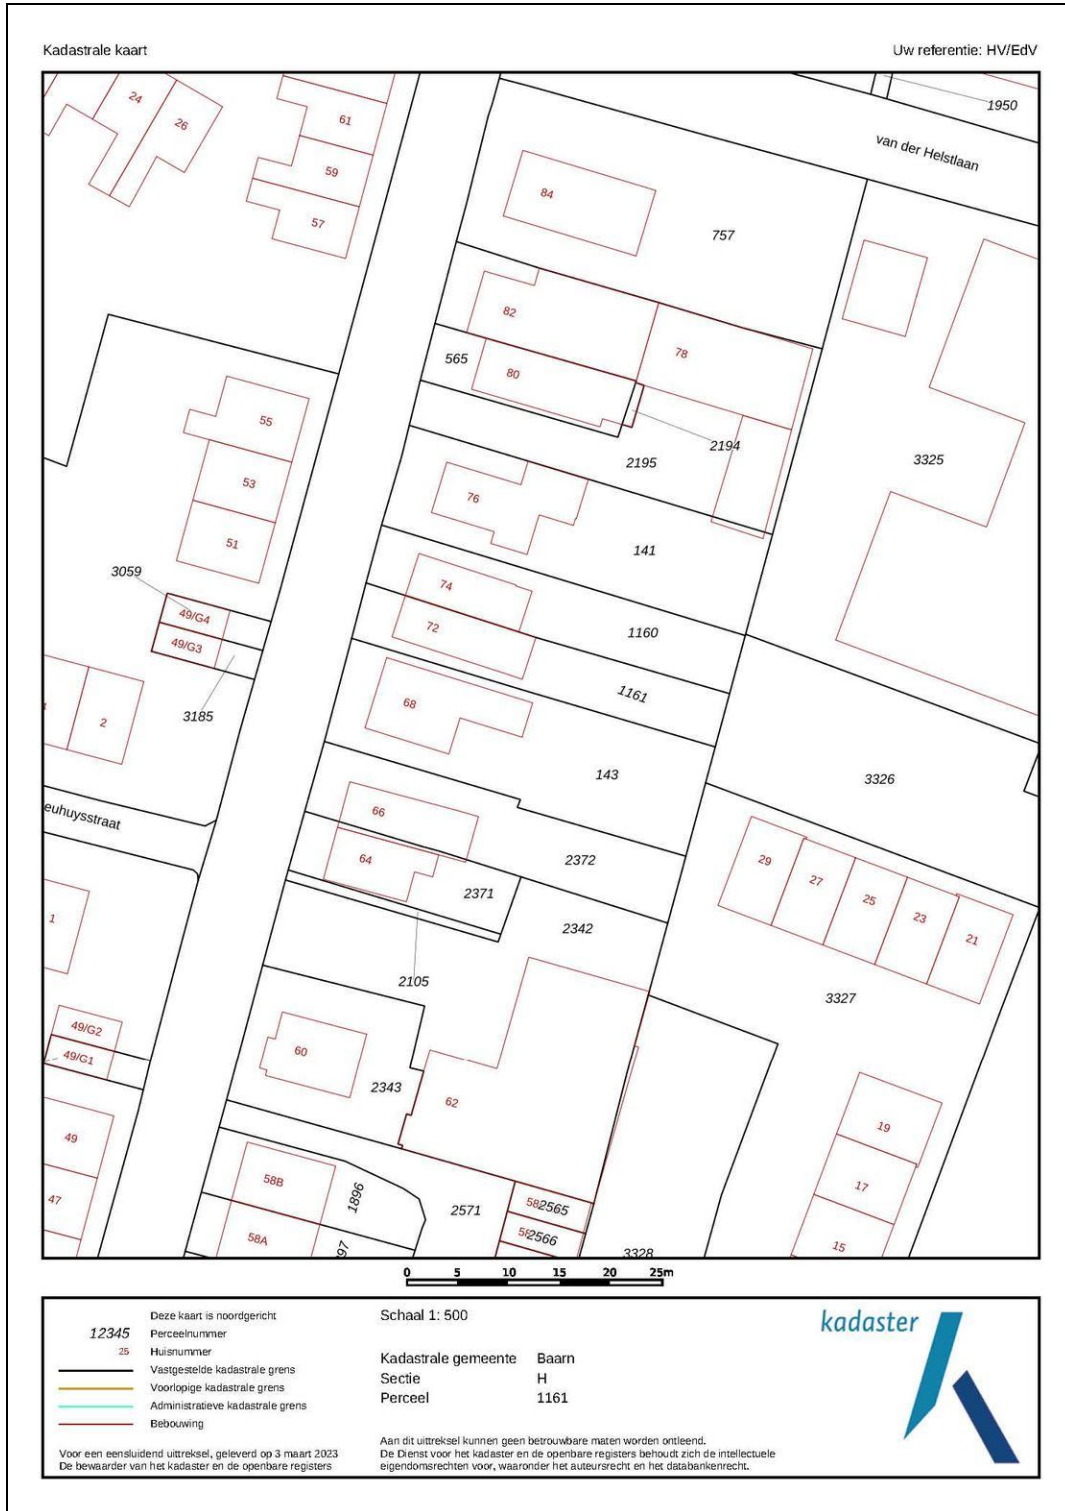 Kadastrale kaart
Uw referentie: HV/EdV
24
26
61
59
57
1950
van der Helstlaan
84
757
82
78
565
80
2194
2195
3325
55
53
51
76
141
3059
49/G4
49/G3
3185
74
1160
72
1161
68
143
2
3326
euhuysstraat
66
64
2372
2371
2342
2105
29
27
25
23
21
3327
1
49/G2
49/G1
60
2343
62
49
47
58B
58A
1896
97
2571
2565
2566
3328
19
17
15
0 5 10 15 20 25m
Deze kaart is noordgericht
12345 Perceelnummer
25 Huisnummer
Vastgestelde kadastrale grens
Voorlopige kadastrale grens
Administratieve kadastrale grens
Bebouwing
Voor een eensluidend uittreksel, geleverd op 3 maart 2023
De bewaarder van het kadaster en de openbare registers
Schaal 1: 500
Kadastrale gemeente Baarn
Sectie H
Perceel 1161
Aan dit uittreksel kunnen geen betrouwbare maten worden ontleend.
De Dienst voor het kadaster en de openbare registers behoudt zich de intellectuele
eigendomsrechten voor, waaronder het auteursrecht en het databankenrecht.
kadaster